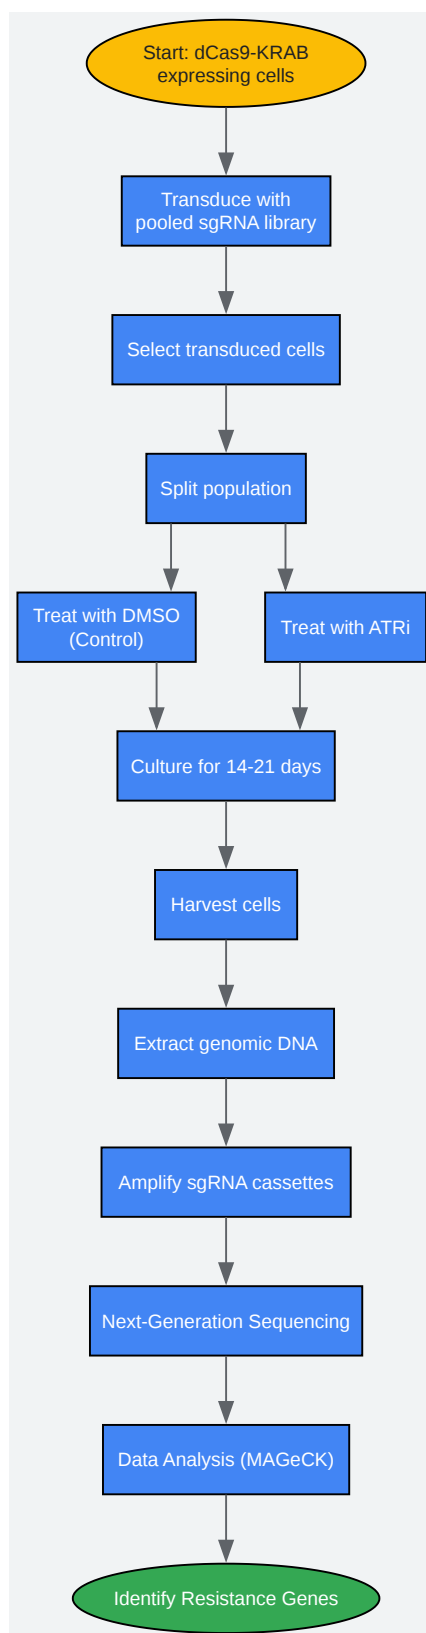 Start: dCas9-KRAB
expressing cells
Transduce with
pooled sgRNA library
Select transduced cells
Split population
Treat with DMSO
(Control)
Treat with ATRi
Culture for 14-21 days
Harvest cells
Extract genomic DNA
Amplify sgRNA cassettes
Next-Generation Sequencing
Data Analysis (MAGeCK)
Identify Resistance Genes